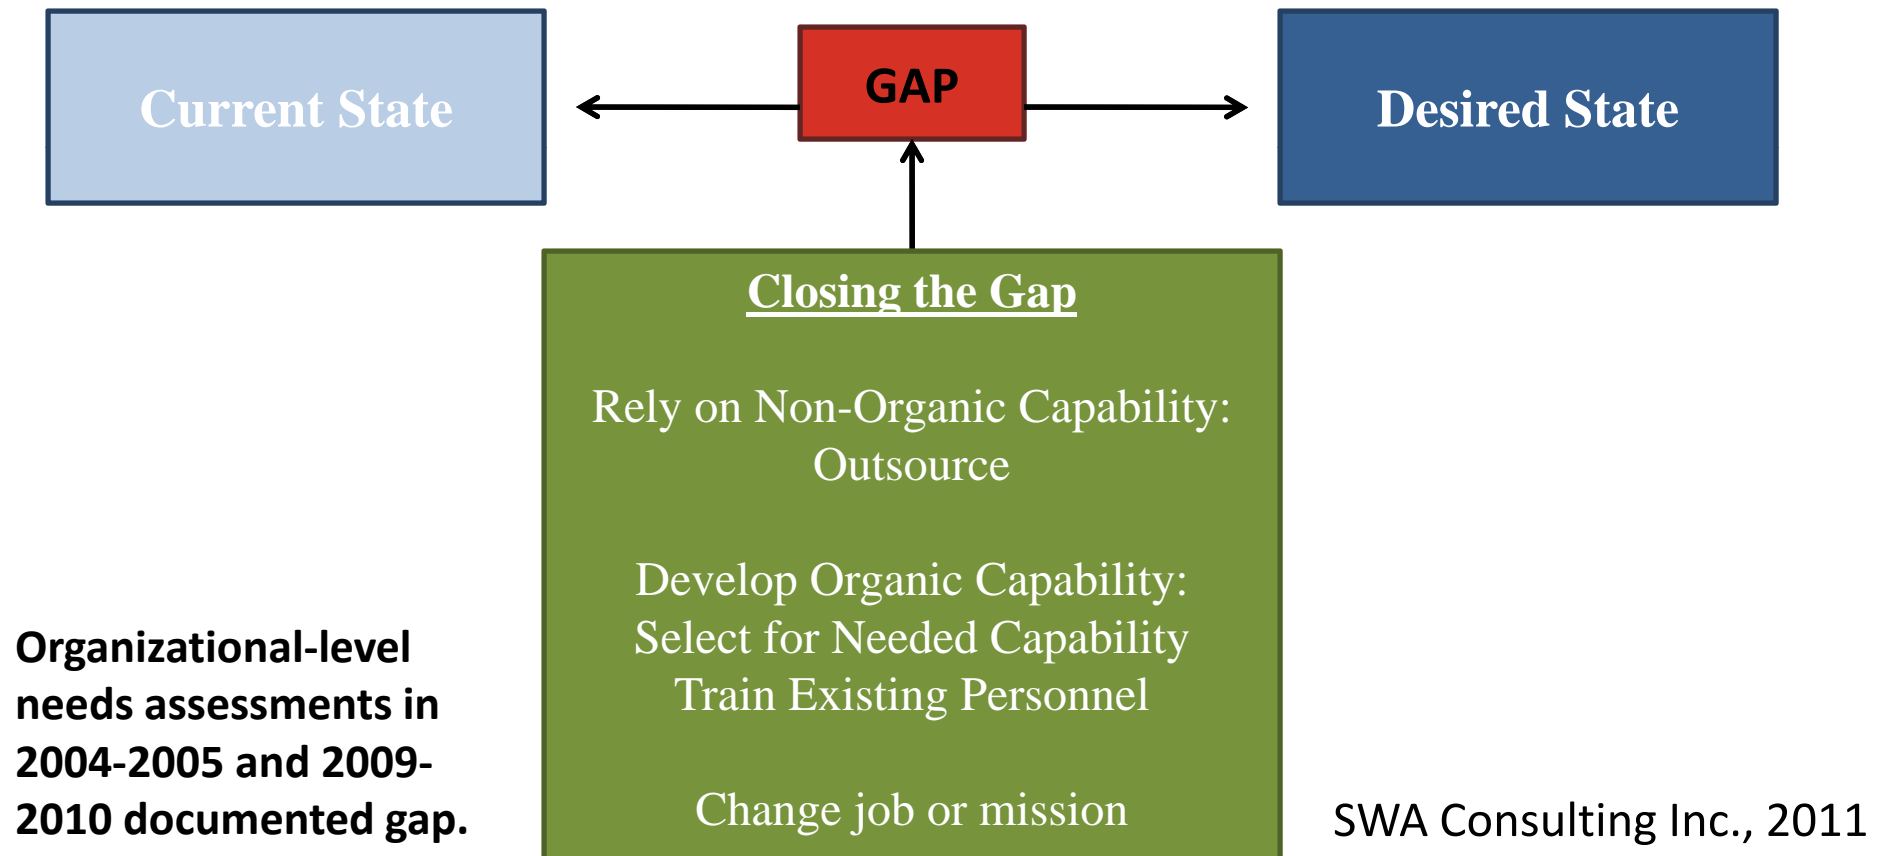 Current State
GAP
Desired State
Closing the Gap
Rely on Non-Organic Capability:
Outsource
Develop Organic Capability:
Select for Needed Capability
Train Existing Personnel
Change job or mission
Organizational-level
needs assessments in
2004-2005 and 2009-
2010 documented gap.
SWA Consulting Inc., 2011